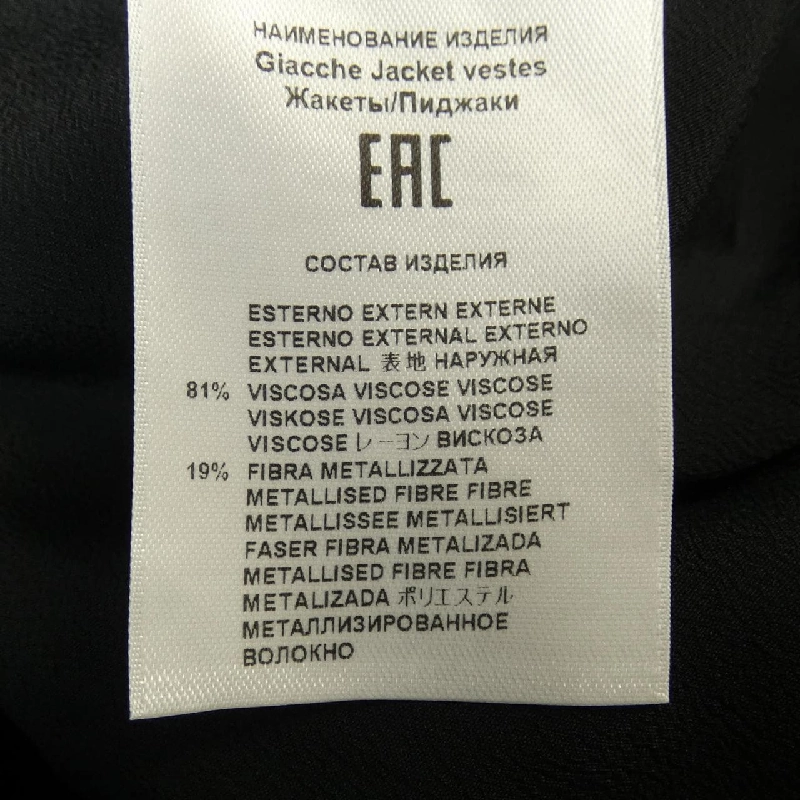 НАИМЕНОВАНИЕ ИЗДЕЛИЯ
Giacche Jacket vestes
Жакеты/Пиджаки
EAC
СОСТАВ ИЗДЕЛИЯ
ESTERNO EXTERN EXTERNE
ESTERNO EXTERNAL EXTERNO
EXTERNAL 表地 НАРУЖНАЯ
81% VISCOSA VISCOSE VISCOSE
VISKOSE VISCOSA VISCOSE
VISCOSE レーヨン ВИСКОЗА
19% FIBRA METALLIZZATA
METALLISED FIBRE FIBRE
METALLISSEE METALLISIERT
FASER FIBRA METALIZADA
METALLISED FIBRE FIBRA
METALIZADA ポリエステル
МЕТАЛЛИЗИРОВАННОЕ
ВОЛОКНО